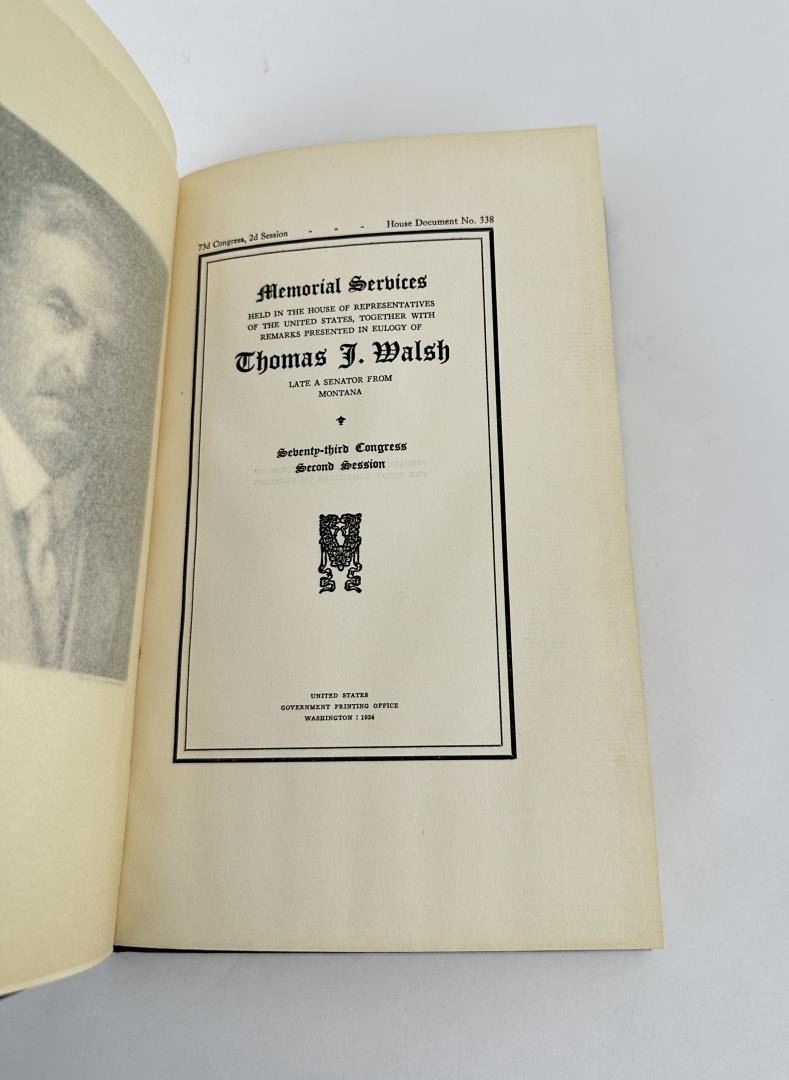 73d Congress, 2d Session - - - House Document No. 338
Memorial Services
HELD IN THE HOUSE OF REPRESENTATIVES
OF THE UNITED STATES, TOGETHER WITH
REMARKS PRESENTED IN EULOGY OF
Thomas J. Walsh
LATE A SENATOR FROM
MONTANA
Seventy-third Congress
Second Session
UNITED STATES
GOVERNMENT PRINTING OFFICE
WASHINGTON : 1934